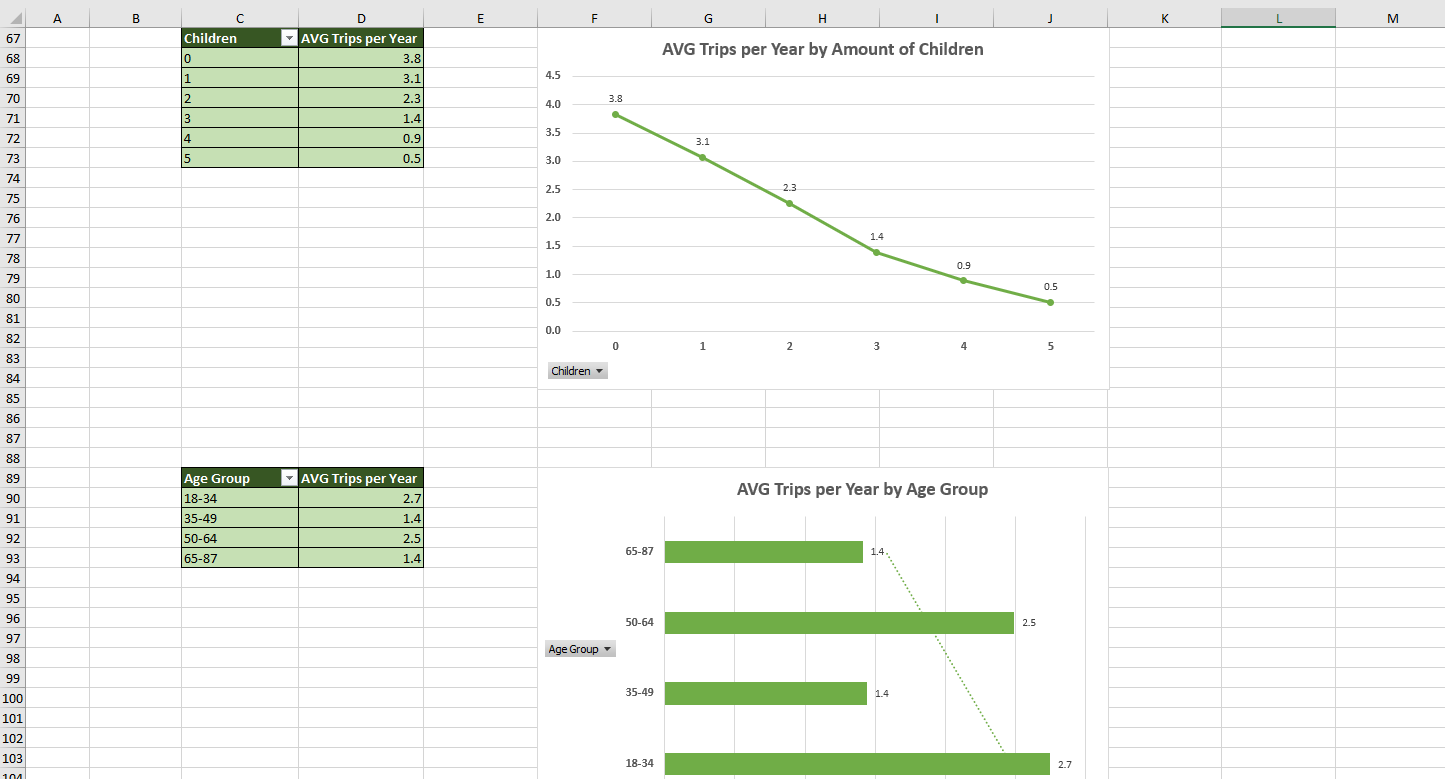 A B C D E F G H I J K L M
67 Children AVG Trips per Year
68 0 3.8
69 1 3.1
70 2 2.3
71 3 1.4
72 4 0.9
73 5 0.5
74
75
76
77
78
79
80
81
82
83
84
85
86
87
88
AVG Trips per Year by Amount of Children
4.5
4.0
3.5
3.0
2.5
2.0
1.5
1.0
0.5
0.0
3.8
3.1
2.3
1.4
0.9
0.5
0 1 2 3 4 5
Children
89 Age Group AVG Trips per Year
90 18-34 2.7
91 35-49 1.4
92 50-64 2.5
93 65-87 1.4
94
95
96
97
98
99
100
101
102
103
104
AVG Trips per Year by Age Group
65-87 1.4
50-64 2.5
Age Group
35-49 1.4
18-34 2.7